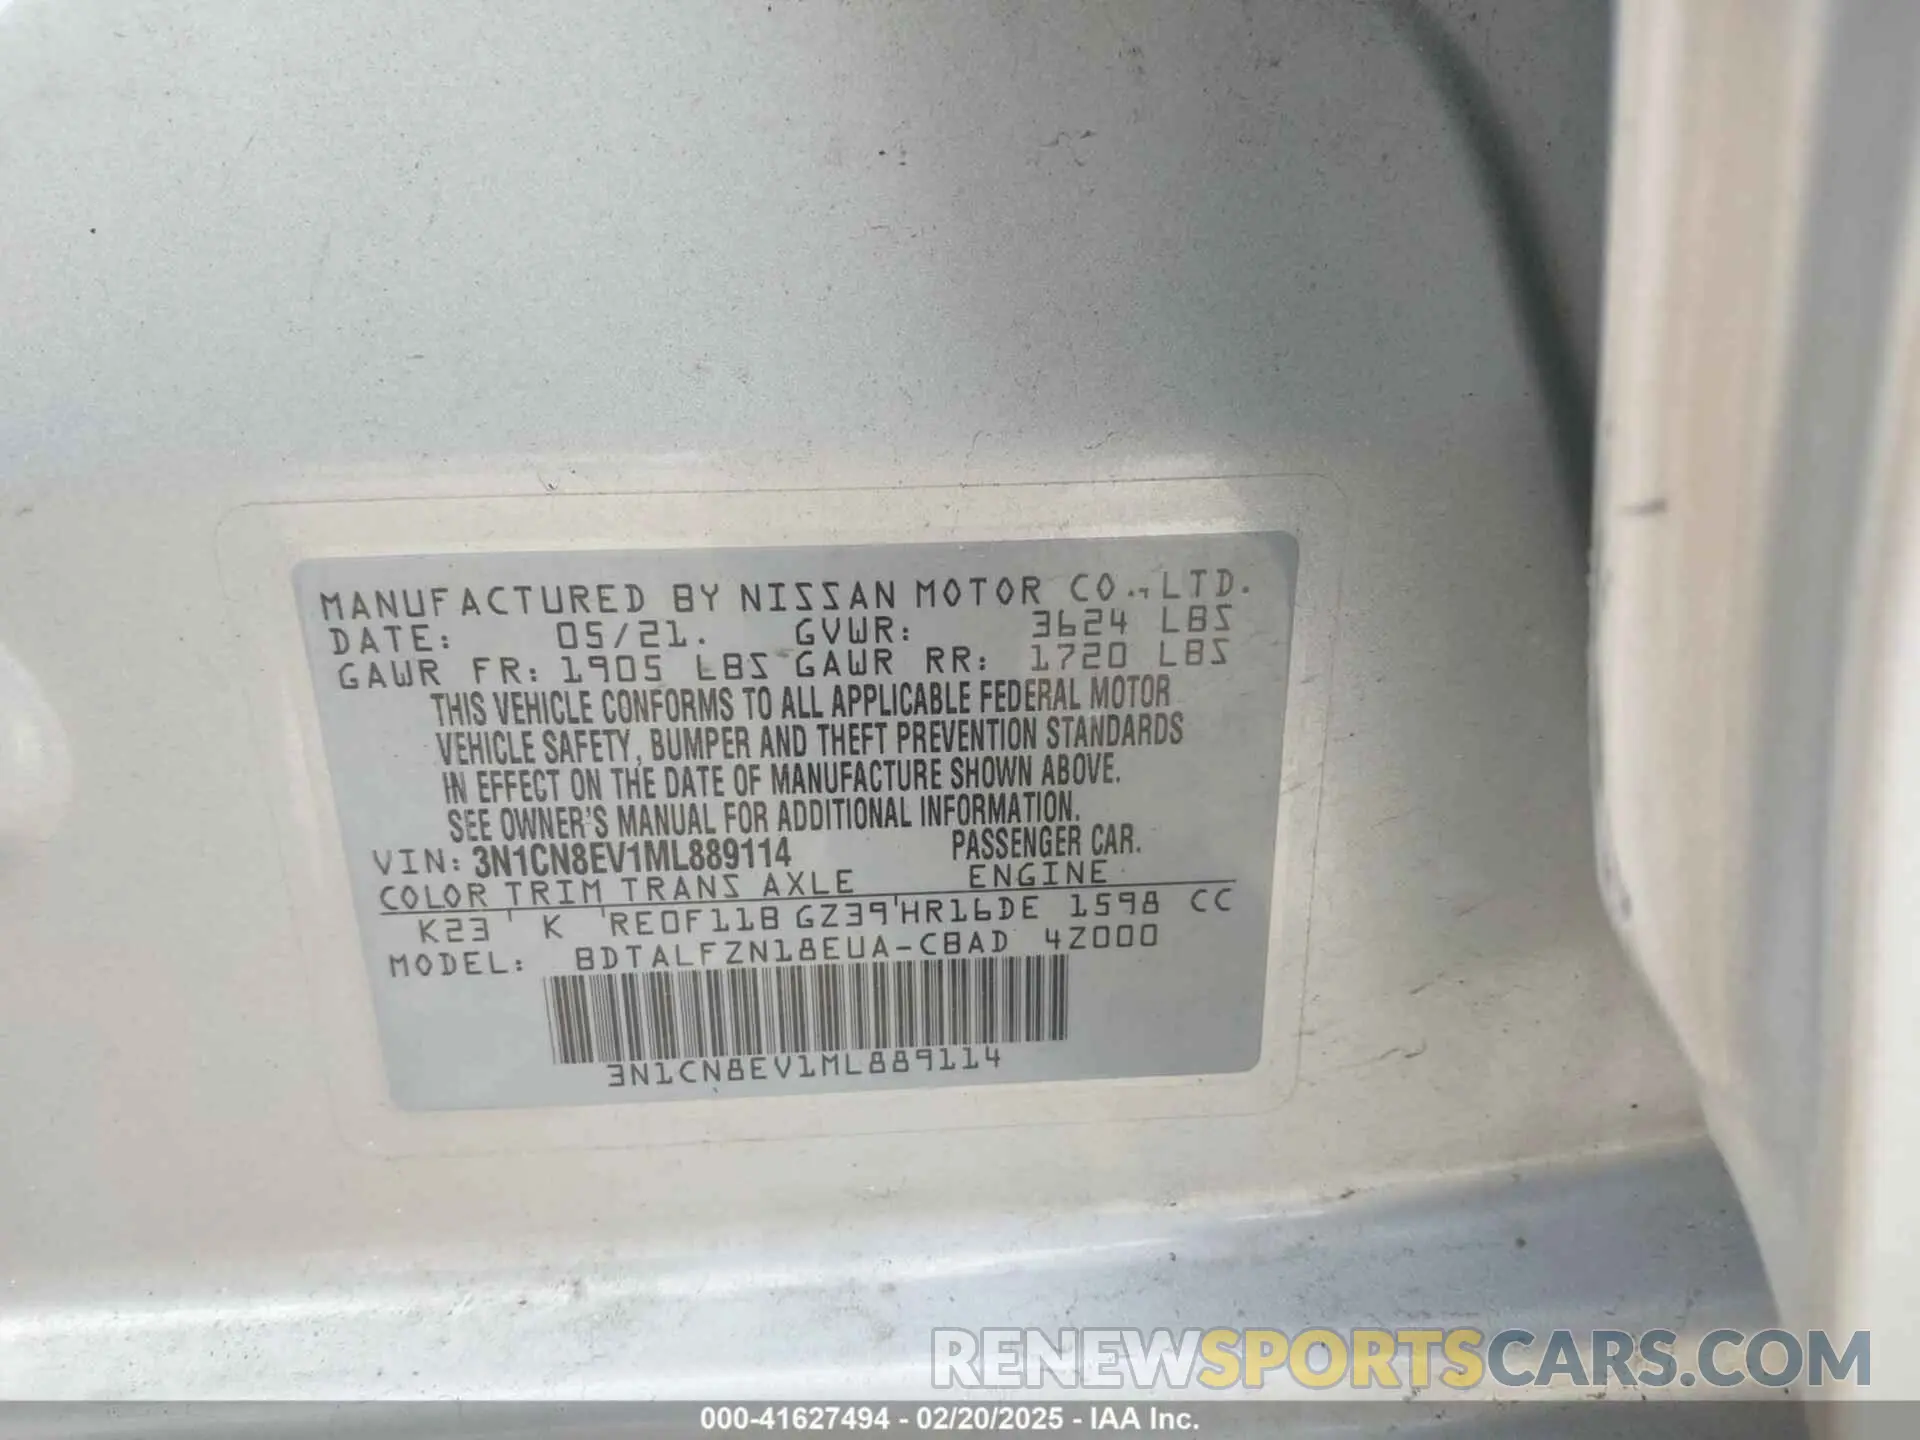 MANUFACTURED BY NISSAN MOTOR CO., LTD.
DATE: 05/21. GVWR: 3624 LBS
GAWR FR: 1905 LBS GAWR RR: 1720 LBS
THIS VEHICLE CONFORMS TO ALL APPLICABLE FEDERAL MOTOR
VEHICLE SAFETY, BUMPER AND THEFT PREVENTION STANDARDS
IN EFFECT ON THE DATE OF MANUFACTURE SHOWN ABOVE.
SEE OWNER'S MANUAL FOR ADDITIONAL INFORMATION.
VIN: 3N1CN8EV1ML889114 PASSENGER CAR.
COLOR TRIM TRANS AXLE ENGINE
K23 K RE0F11B GZ39 HR16DE 1598 CC
MODEL: BDTALFZN18EUA-CBAD 4Z000
3N1CN8EV1ML889114
RENEWSPORTSCARS.COM
000-41627494 - 02/20/2025 - IAA Inc.